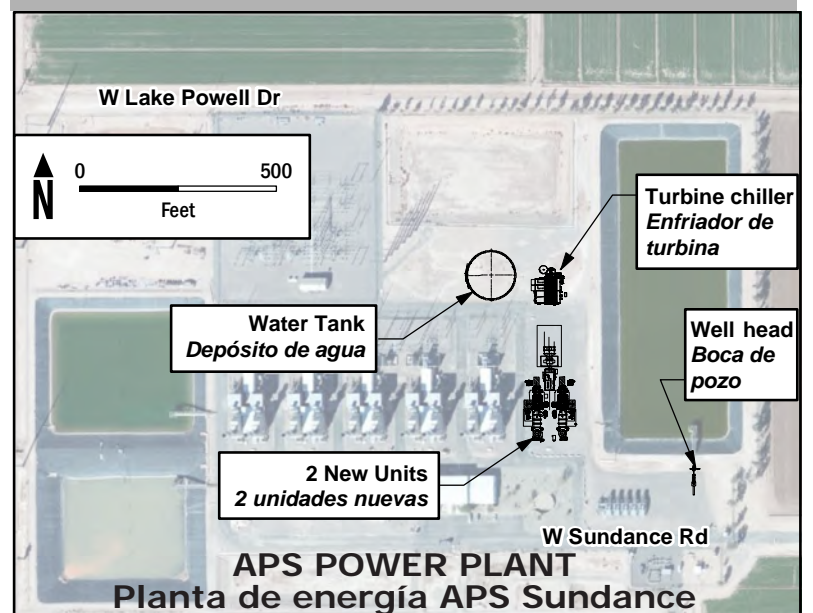 W Lake Powell Dr
N
0 500
Feet
Turbine chiller
Enfriador de
turbina
Water Tank
Depósito de agua
Well head
Boca de
pozo
2 New Units
2 unidades nuevas
W Sundance Rd
APS POWER PLANT
Planta de energía APS Sundance